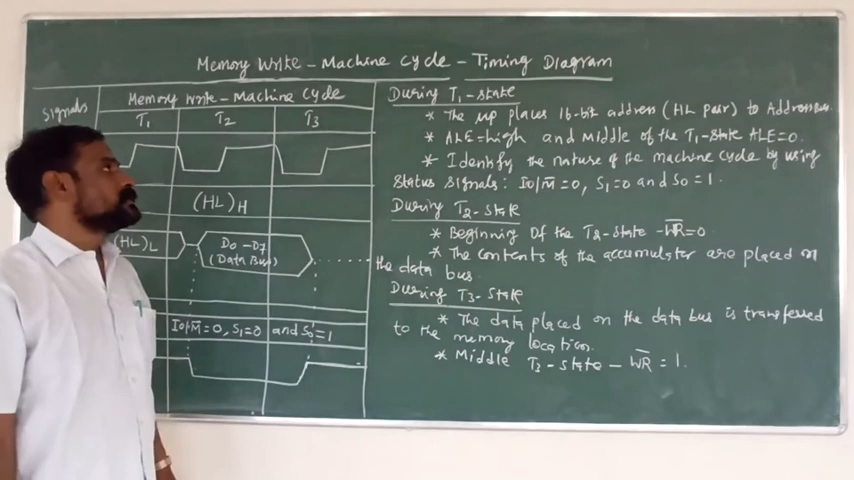 Memory Write - Machine Cycle - Timing Diagram
Signals
Memory Write - Machine Cycle
T1 T2 T3
(HL)H
(HL)L
D0 - D7
(Data Bus)
IO/M̅=0, S1=0 and S0=1
During T1-state
* The μp places 16-bit address (HL pair) to Address Bus.
* ALE=high and Middle of the T1-state ALE=0.
* Identify the nature of the machine cycle by using
Status Signals: IO/M̅=0, S1=0 and S0=1.
During T2-state
* Beginning of the T2-state - W̅R̅=0.
* The contents of the accumulator are placed on
the data bus.
During T3-state
* The data placed on the data bus is transferred
to the memory location.
* Middle T3-state - W̅R̅ = 1.